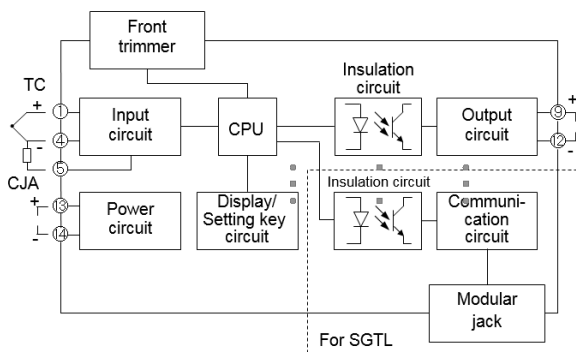 Front
trimmer
TC
+
1
Input
circuit
CPU
Insulation
circuit
Output
circuit
9
+
-
4
12
-
5
CJA
Insulation circuit
+
13
Power
circuit
Display/
Setting key
circuit
Communi-
cation
circuit
-
14
Modular
jack
For SGTL